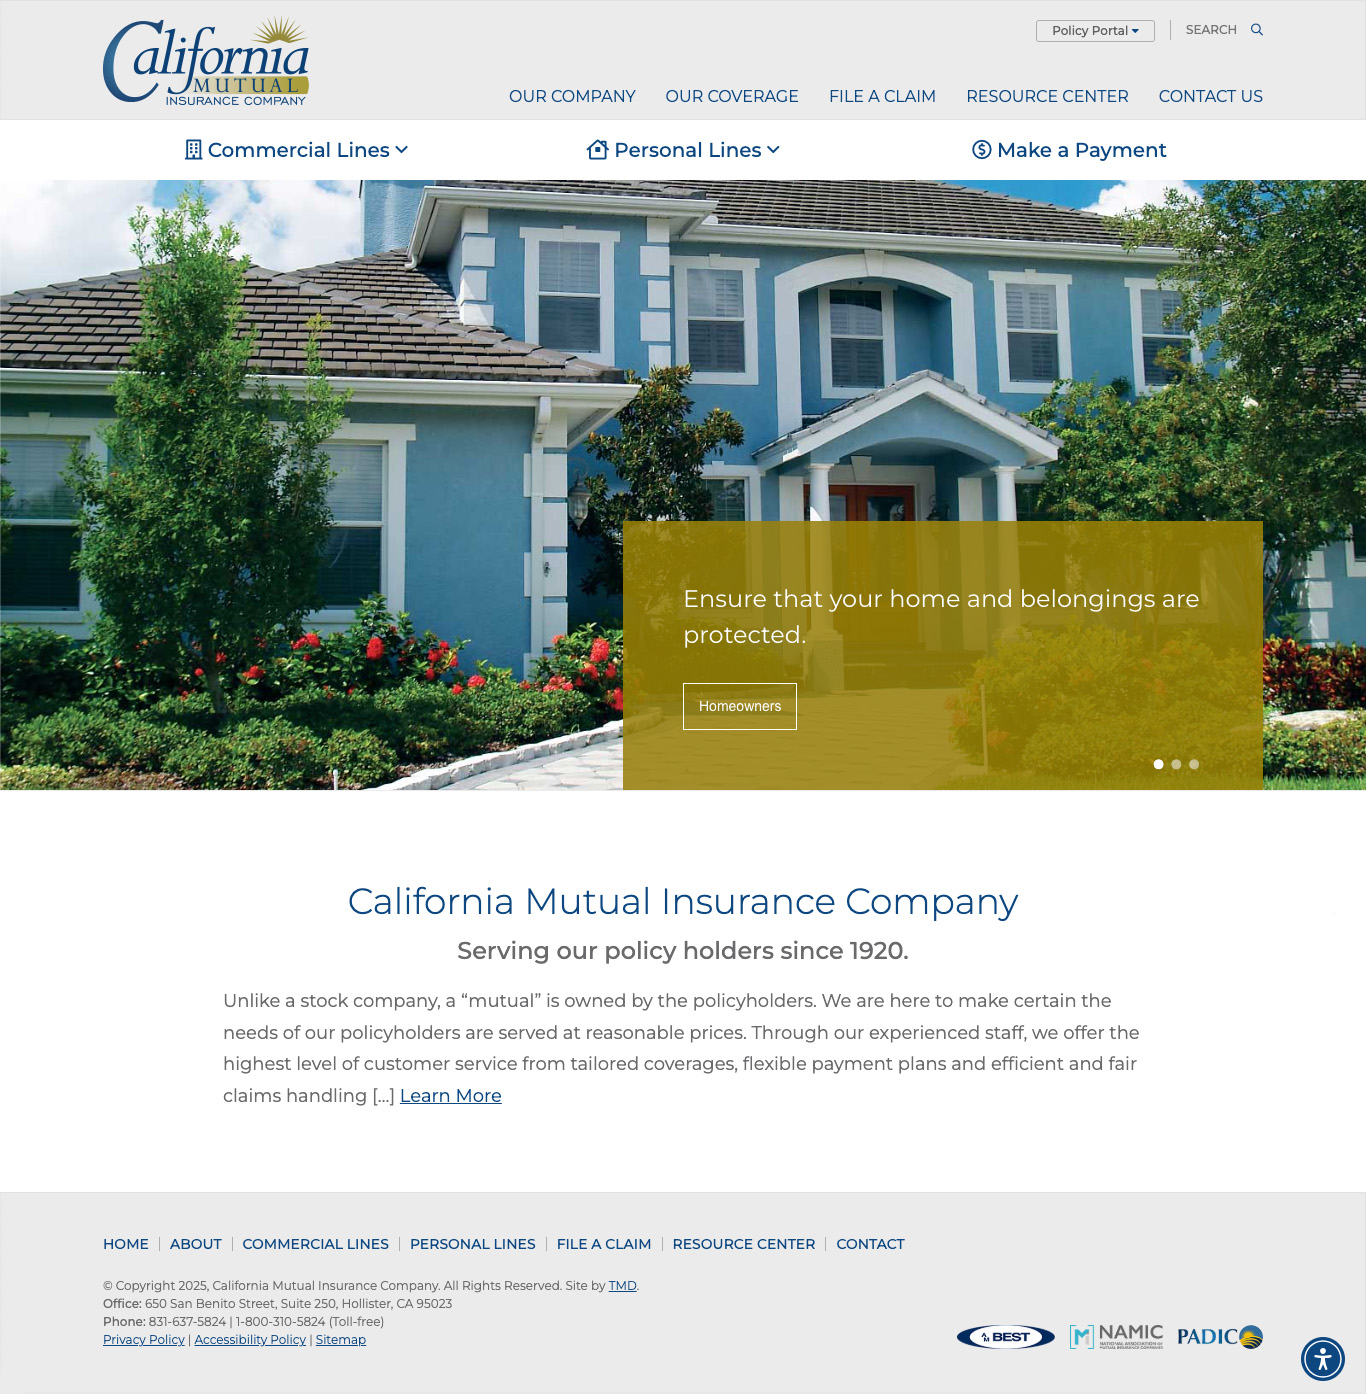 California
MUTUAL
INSURANCE COMPANY
Policy Portal
SEARCH
OUR COMPANY
OUR COVERAGE
FILE A CLAIM
RESOURCE CENTER
CONTACT US
Commercial Lines
Personal Lines
Make a Payment
Ensure that your home and belongings are
protected.
Homeowners
California Mutual Insurance Company
Serving our policy holders since 1920.
Unlike a stock company, a “mutual” is owned by the policyholders. We are here to make certain the
needs of our policyholders are served at reasonable prices. Through our experienced staff, we offer the
highest level of customer service from tailored coverages, flexible payment plans and efficient and fair
claims handling [...] Learn More
HOME | ABOUT | COMMERCIAL LINES | PERSONAL LINES | FILE A CLAIM | RESOURCE CENTER | CONTACT
© Copyright 2025, California Mutual Insurance Company. All Rights Reserved. Site by TMD.
Office: 650 San Benito Street, Suite 250, Hollister, CA 95023
Phone: 831-637-5824 | 1-800-310-5824 (Toll-free)
Privacy Policy | Accessibility Policy | Sitemap
AM BEST
NAMIC
NATIONAL ASSOCIATION OF
MUTUAL INSURANCE COMPANIES
PADIC